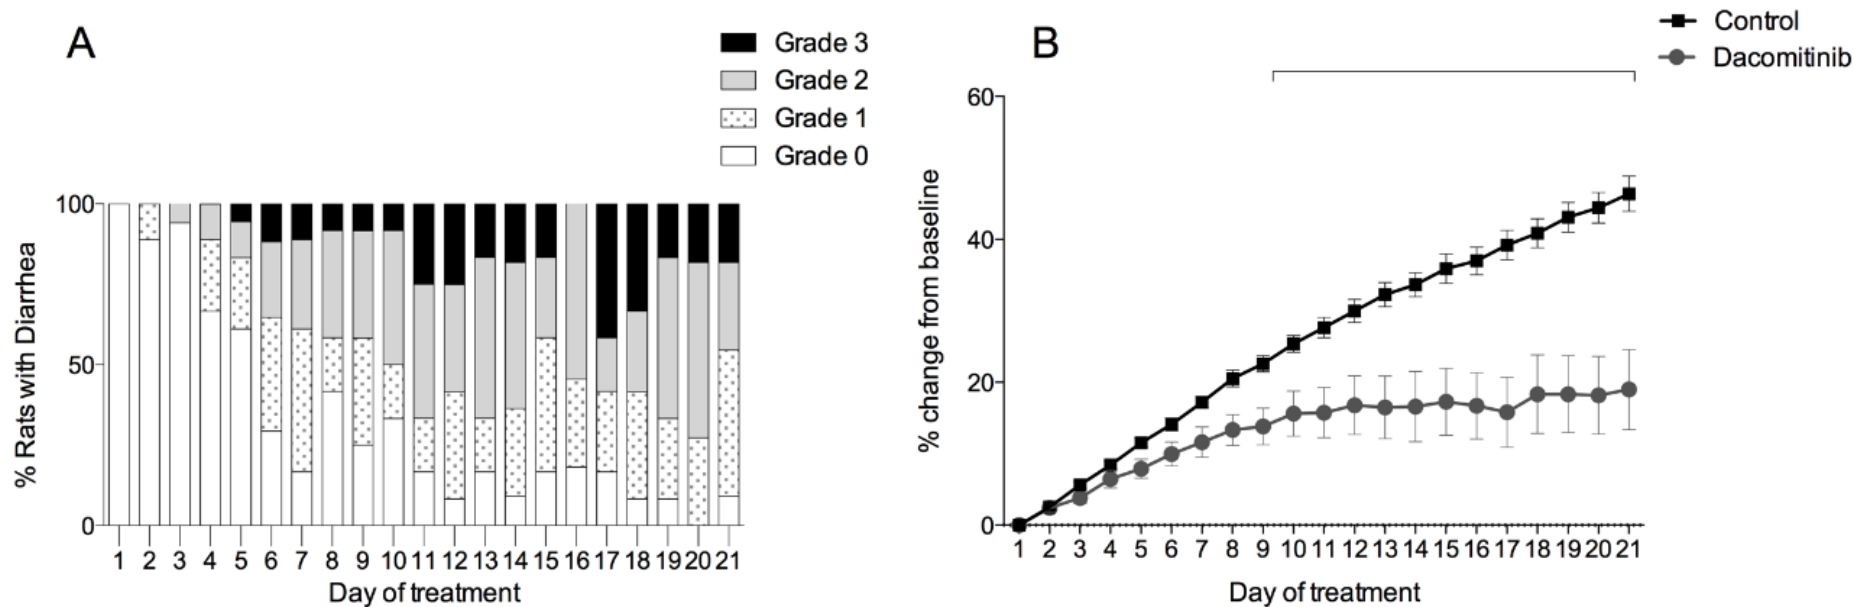 A
Grade 3
Grade 2
Grade 1
Grade 0
% Rats with Diarrhea
100
50
0
1 2 3 4 5 6 7 8 9 10 11 12 13 14 15 16 17 18 19 20 21
Day of treatment
B
Control
Dacomitinib
% change from baseline
60
40
20
0
1 2 3 4 5 6 7 8 9 10 11 12 13 14 15 16 17 18 19 20 21
Day of treatment